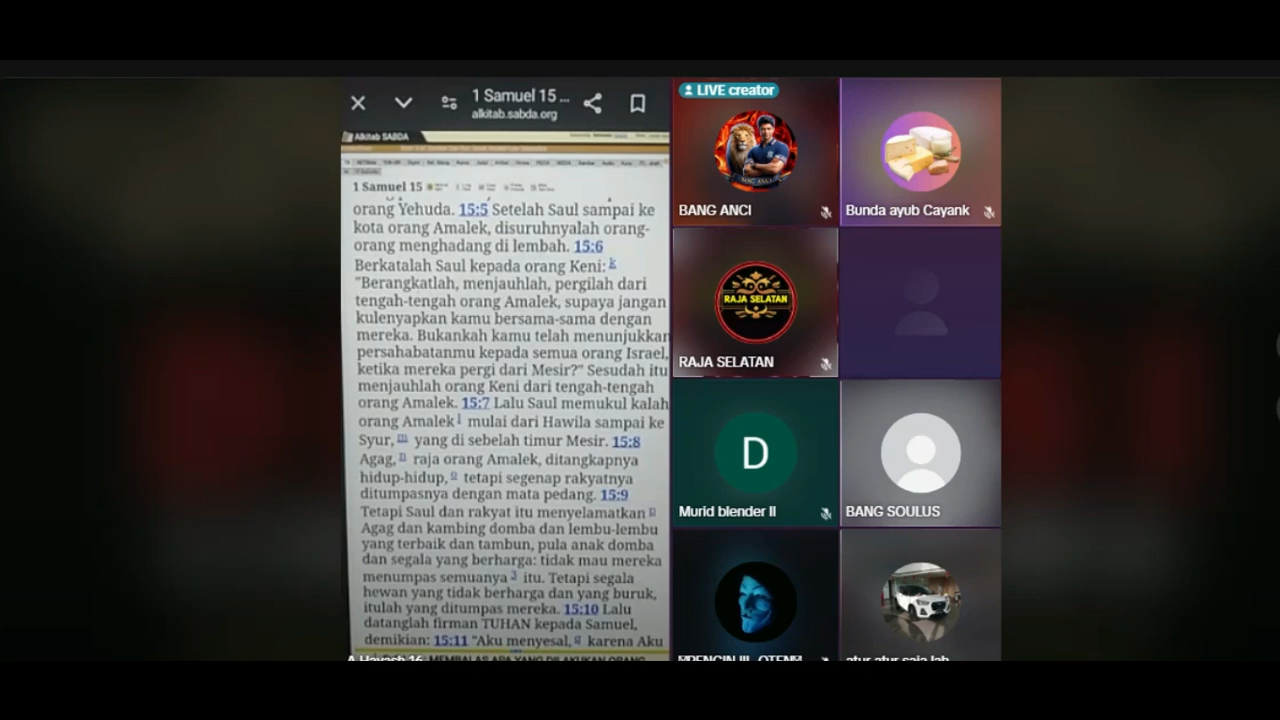 1 Samuel 15 ...
alkitab.sabda.org
Alkitab SABDA
1 Samuel 15
orang Yehuda. 15:5 Setelah Saul sampai ke
kota orang Amalek, disuruhnyalah orang-
orang menghadang di lembah. 15:6
Berkatalah Saul kepada orang Keni: k
"Berangkatlah, menjauhlah, pergilah dari
tengah-tengah orang Amalek, supaya jangan
kulenyapkan kamu bersama-sama dengan
mereka. Bukankah kamu telah menunjukkan
persahabatanmu kepada semua orang Israel,
ketika mereka pergi dari Mesir?" Sesudah itu
menjauhlah orang Keni dari tengah-tengah
orang Amalek. 15:7 Lalu Saul memukul kalah
orang Amalek l mulai dari Hawila sampai ke
Syur, m yang di sebelah timur Mesir. 15:8
Agag, n raja orang Amalek, ditangkapnya
hidup-hidup, o tetapi segenap rakyatnya
ditumpasnya dengan mata pedang. 15:9
Tetapi Saul dan rakyat itu menyelamatkan p
Agag dan kambing domba dan lembu-lembu
yang terbaik dan tambun, pula anak domba
dan segala yang berharga: tidak mau mereka
menumpas semuanya 3 itu. Tetapi segala
hewan yang tidak berharga dan yang buruk,
itulah yang ditumpas mereka. 15:10 Lalu
datanglah firman TUHAN kepada Samuel,
demikian: 15:11 "Aku menyesal, q karena Aku
LIVE creator
BANG ANCI
Bunda ayub Cayank
RAJA SELATAN
RAJA SELATAN
D
Murid blender II
BANG SOULUS
atur atur saja lah